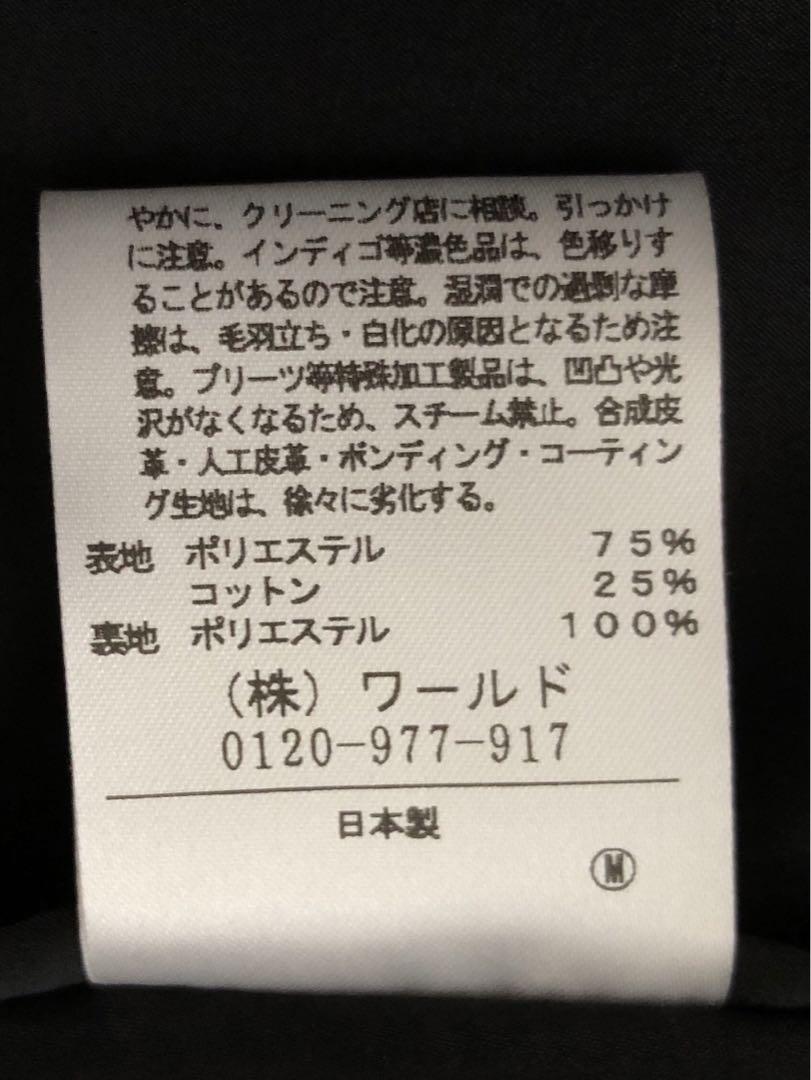 やかに、クリーニング店に相談。引っかけ
に注意。インディゴ等濃色品は、色移りす
ることがあるので注意。湿潤での過剰な摩
擦は、毛羽立ち・白化の原因となるため注
意。プリーツ等特殊加工製品は、凹凸や光
沢がなくなるため、スチーム禁止。合成皮
革・人工皮革・ボンディング・コーティン
グ生地は、徐々に劣化する。
表地 ポリエステル 75%
コットン 25%
裏地 ポリエステル 100%
(株) ワールド
0120-977-917
日本製
Ⓜ